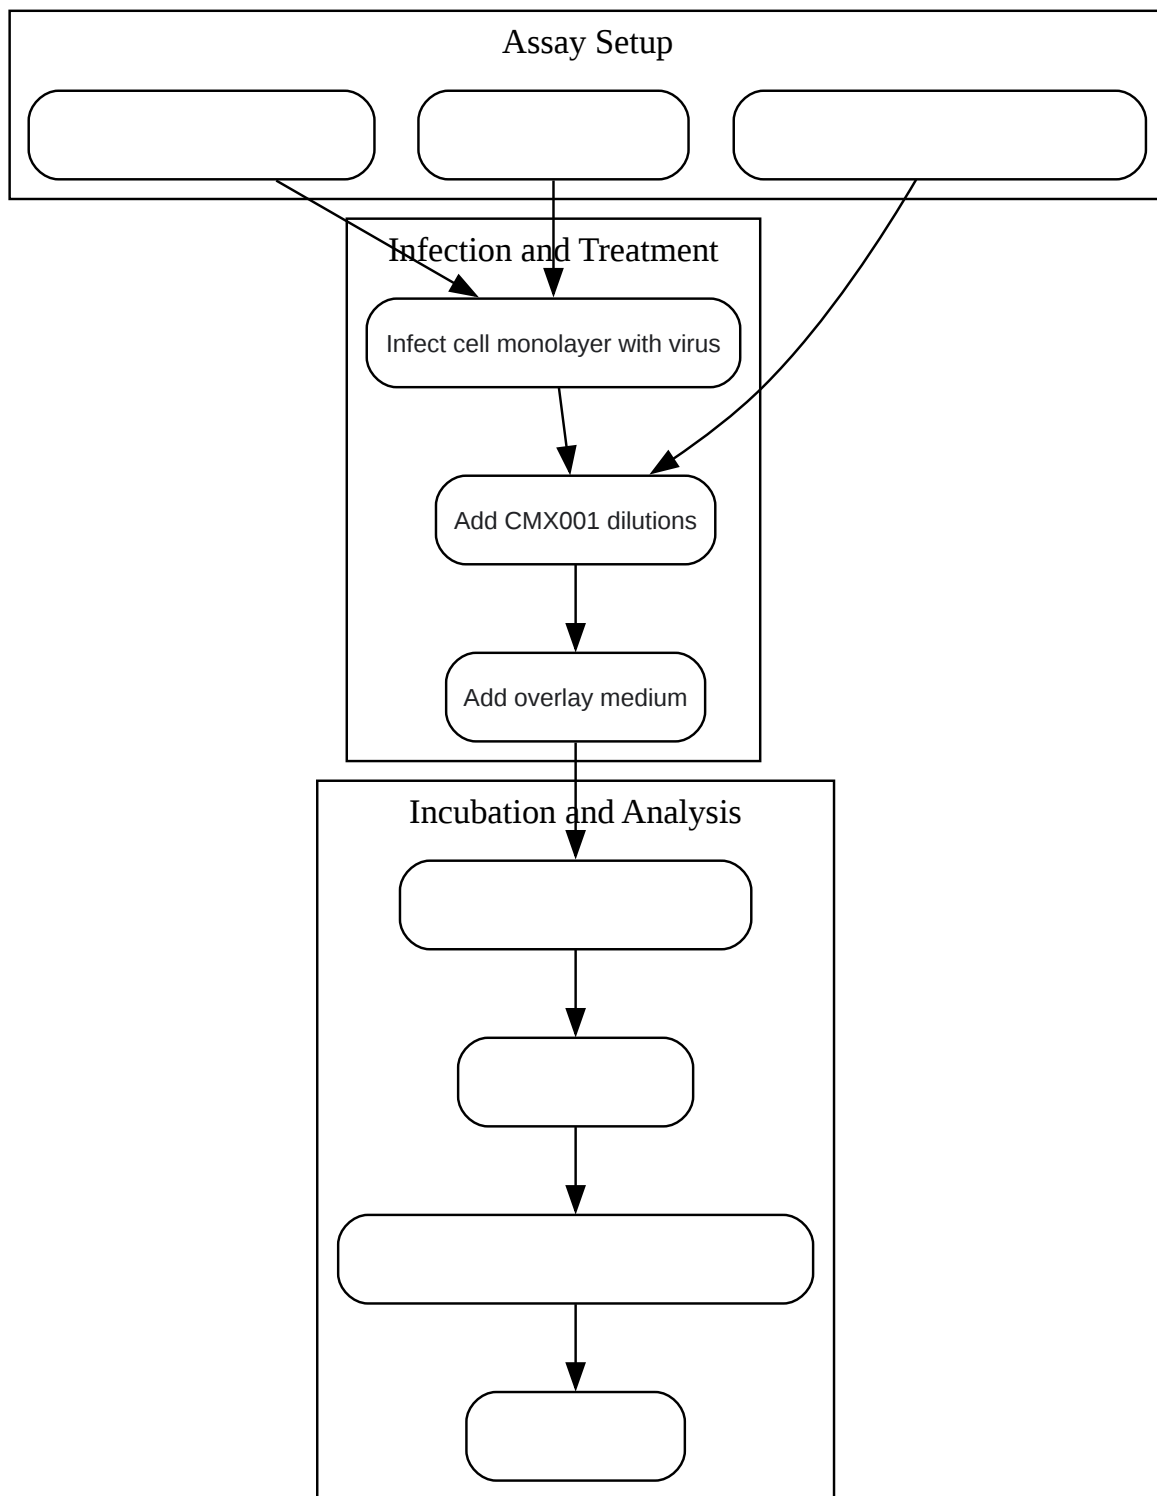 Assay Setup
Infection and Treatment
Infect cell monolayer with virus
Add CMX001 dilutions
Add overlay medium
Incubation and Analysis